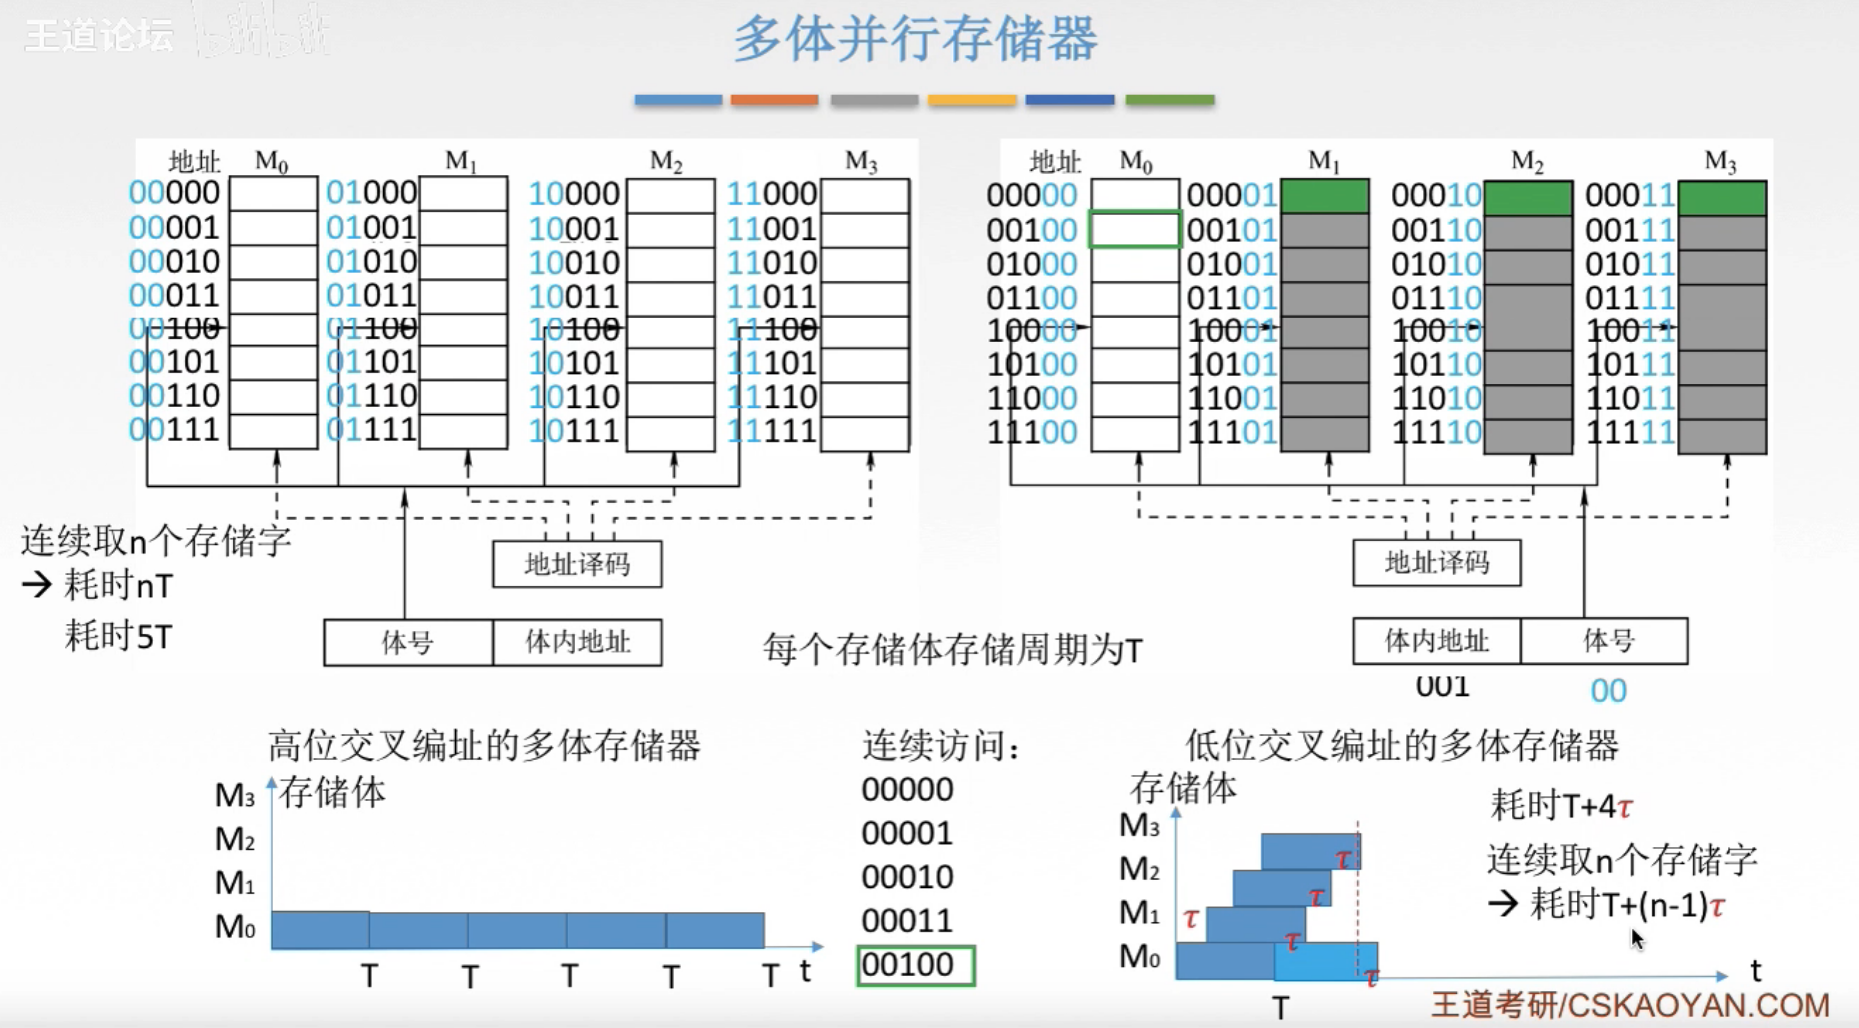 王道论坛 bilibili
多体并行存储器
地址 M0 M1 M2 M3
00000 01000 10000 11000
00001 01001 10001 11001
00010 01010 10010 11010
00011 01011 10011 11011
00100 01100 10100 11100
00101 01101 10101 11101
00110 01110 10110 11110
00111 01111 10111 11111
地址译码
体号 体内地址
连续取n个存储字
→ 耗时nT
耗时5T
地址 M0 M1 M2 M3
00000 00001 00010 00011
00100 00101 00110 00111
01000 01001 01010 01011
01100 01101 01110 01111
10000 10001 10010 10011
10100 10101 10110 10111
11000 11001 11010 11011
11100 11101 11110 11111
地址译码
体内地址 体号
001 00
每个存储体存储周期为T
高位交叉编址的多体存储器
存储体
M3
M2
M1
M0
T T T T T t
连续访问：
00000
00001
00010
00011
00100
低位交叉编址的多体存储器
存储体
M3 τ
M2 τ
M1 τ τ
M0 τ
T t
耗时T+4τ
连续取n个存储字
→ 耗时T+(n-1)τ
王道考研/CSKAOYAN.COM